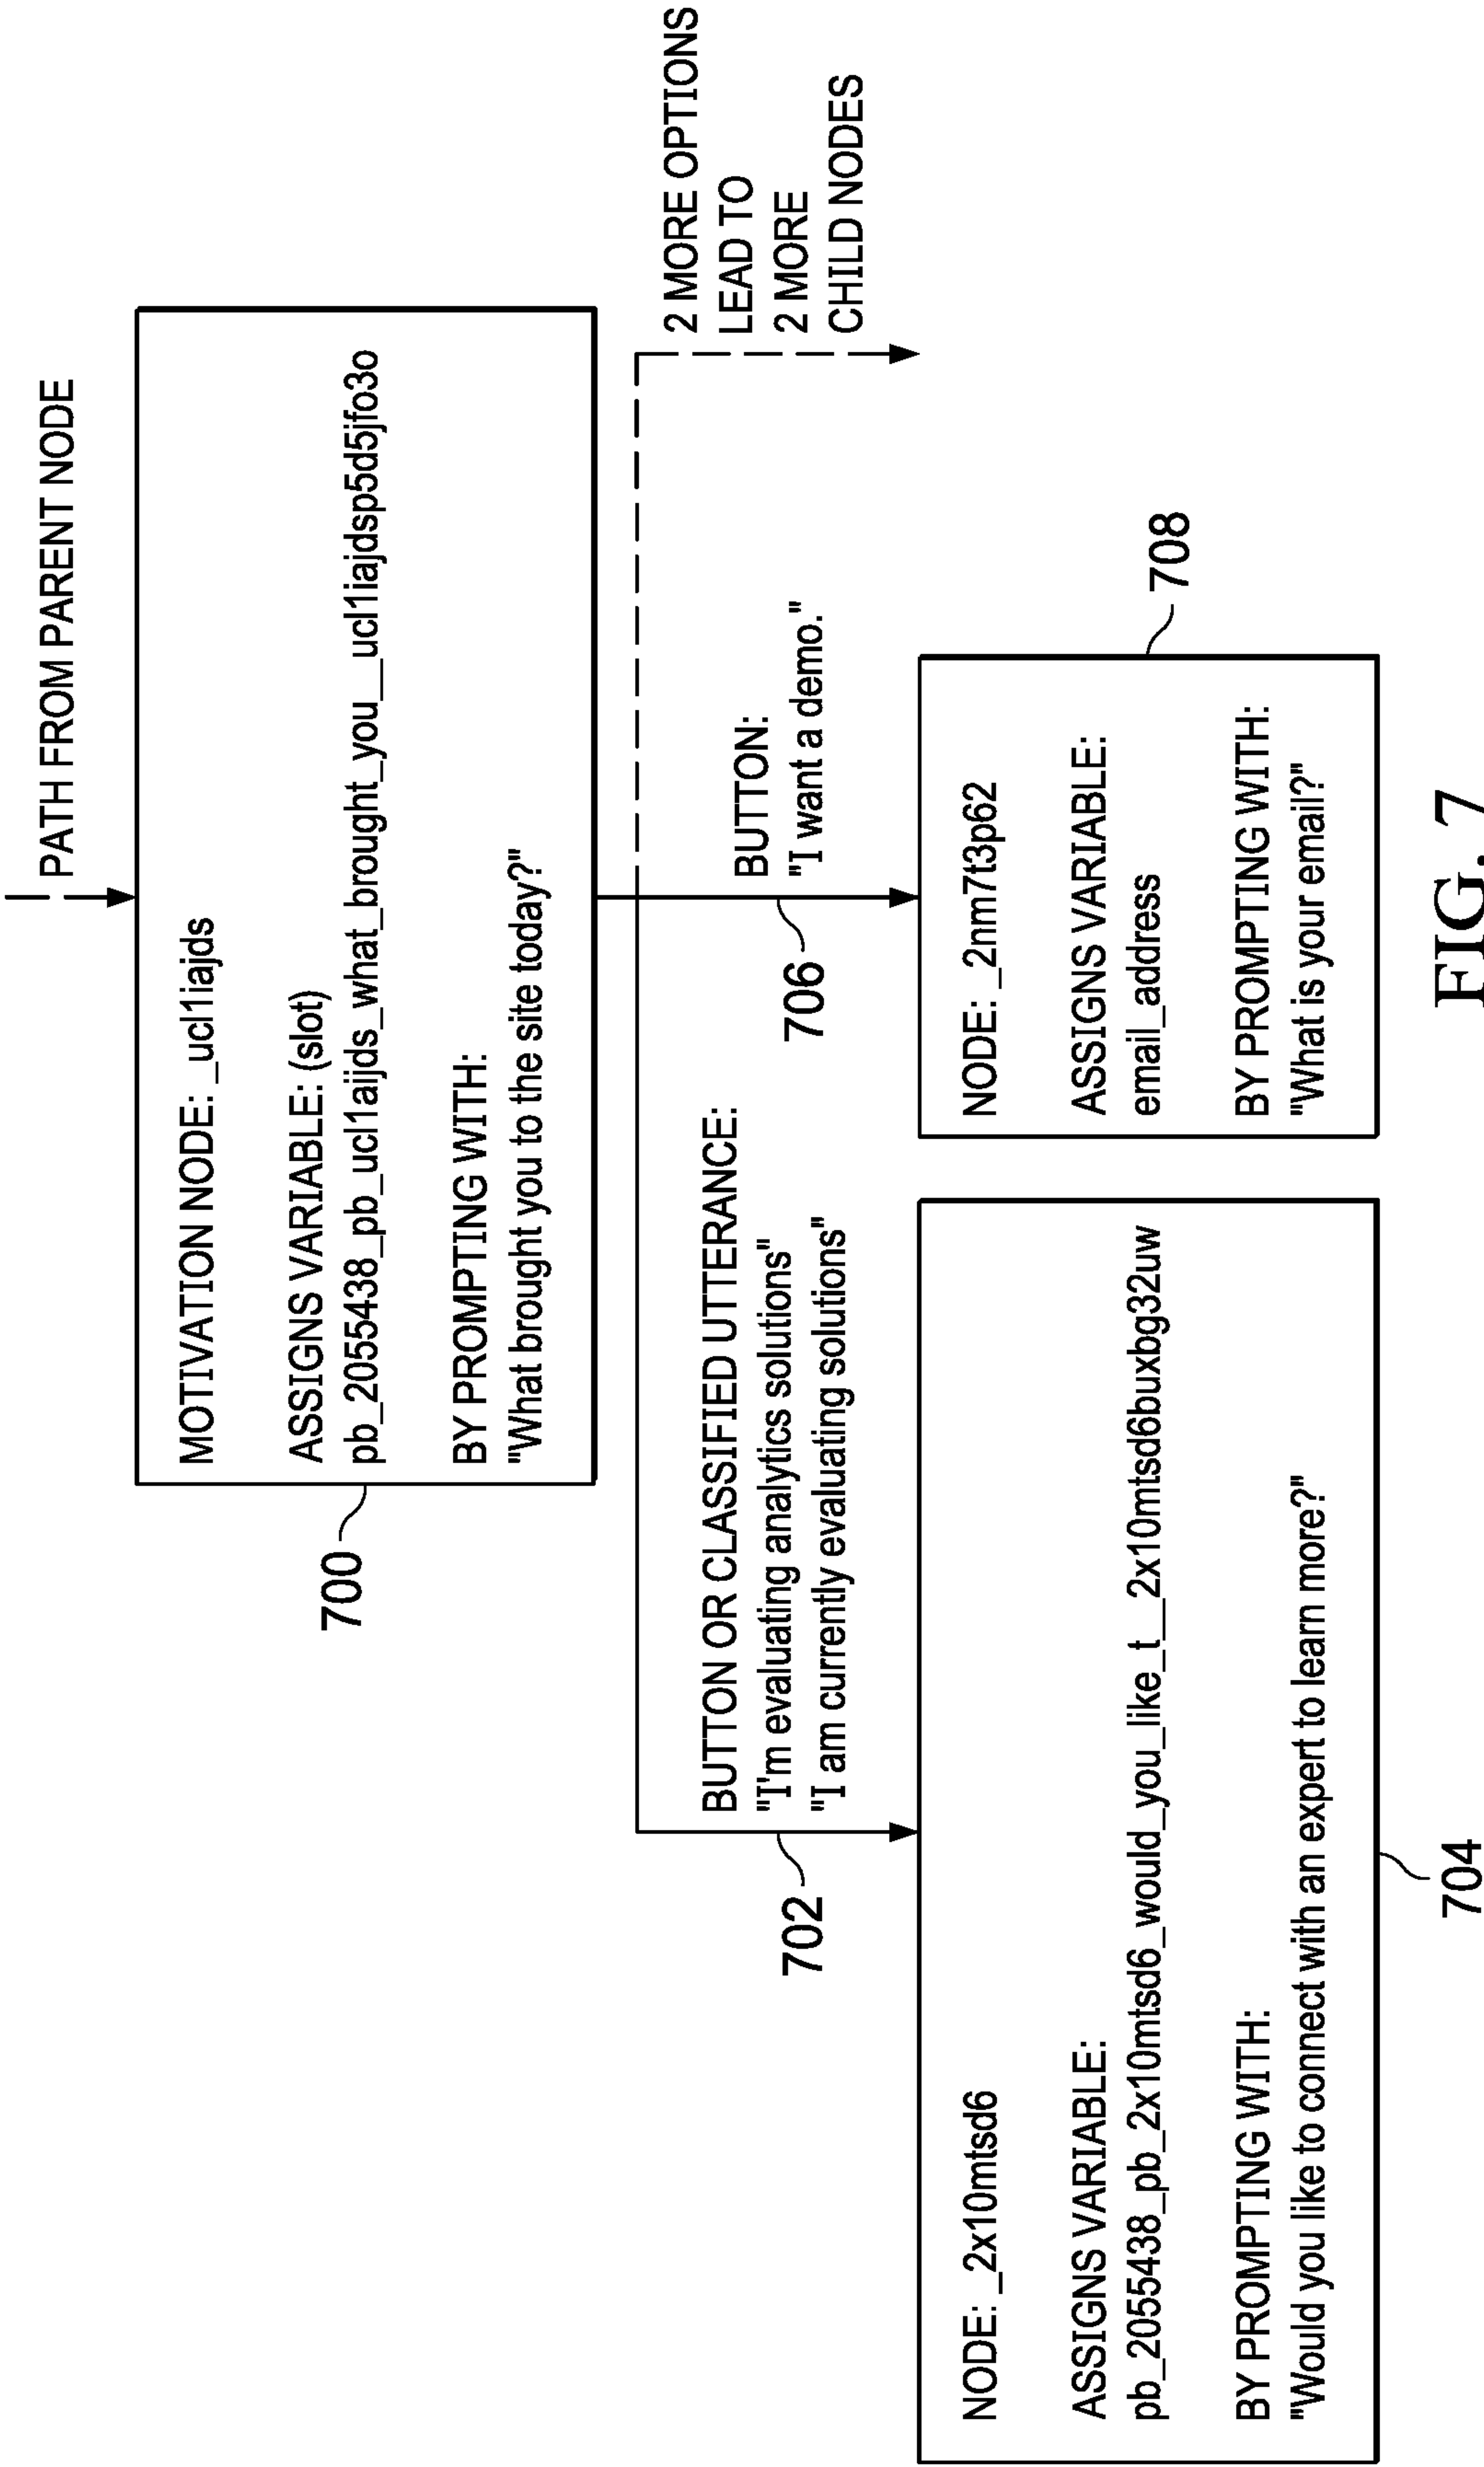 PATH FROM PARENT NODE
MOTIVATION NODE: _ucl1iajds
ASSIGNS VARIABLE: (slot)
pb_2055438_pb_ucl1aijds_what_brought_you__ucl1iajdsp5d5jfo3o
BY PROMPTING WITH:
"What brought you to the site today?"
700
2 MORE OPTIONS
LEAD TO
2 MORE
CHILD NODES
BUTTON OR CLASSIFIED UTTERANCE:
"I'm evaluating analytics solutions"
"I am currently evaluating solutions"
702
BUTTON:
"I want a demo."
706
NODE: _2x10mtsd6
ASSIGNS VARIABLE:
pb_2055438_pb_2x10mtsd6_would_you_like_t__2x10mtsd6buxbg32uw
BY PROMPTING WITH:
"Would you like to connect with an expert to learn more?"
704
NODE: _2nm7t3p62
ASSIGNS VARIABLE:
email_address
BY PROMPTING WITH:
"What is your email?"
708
FIG. 7